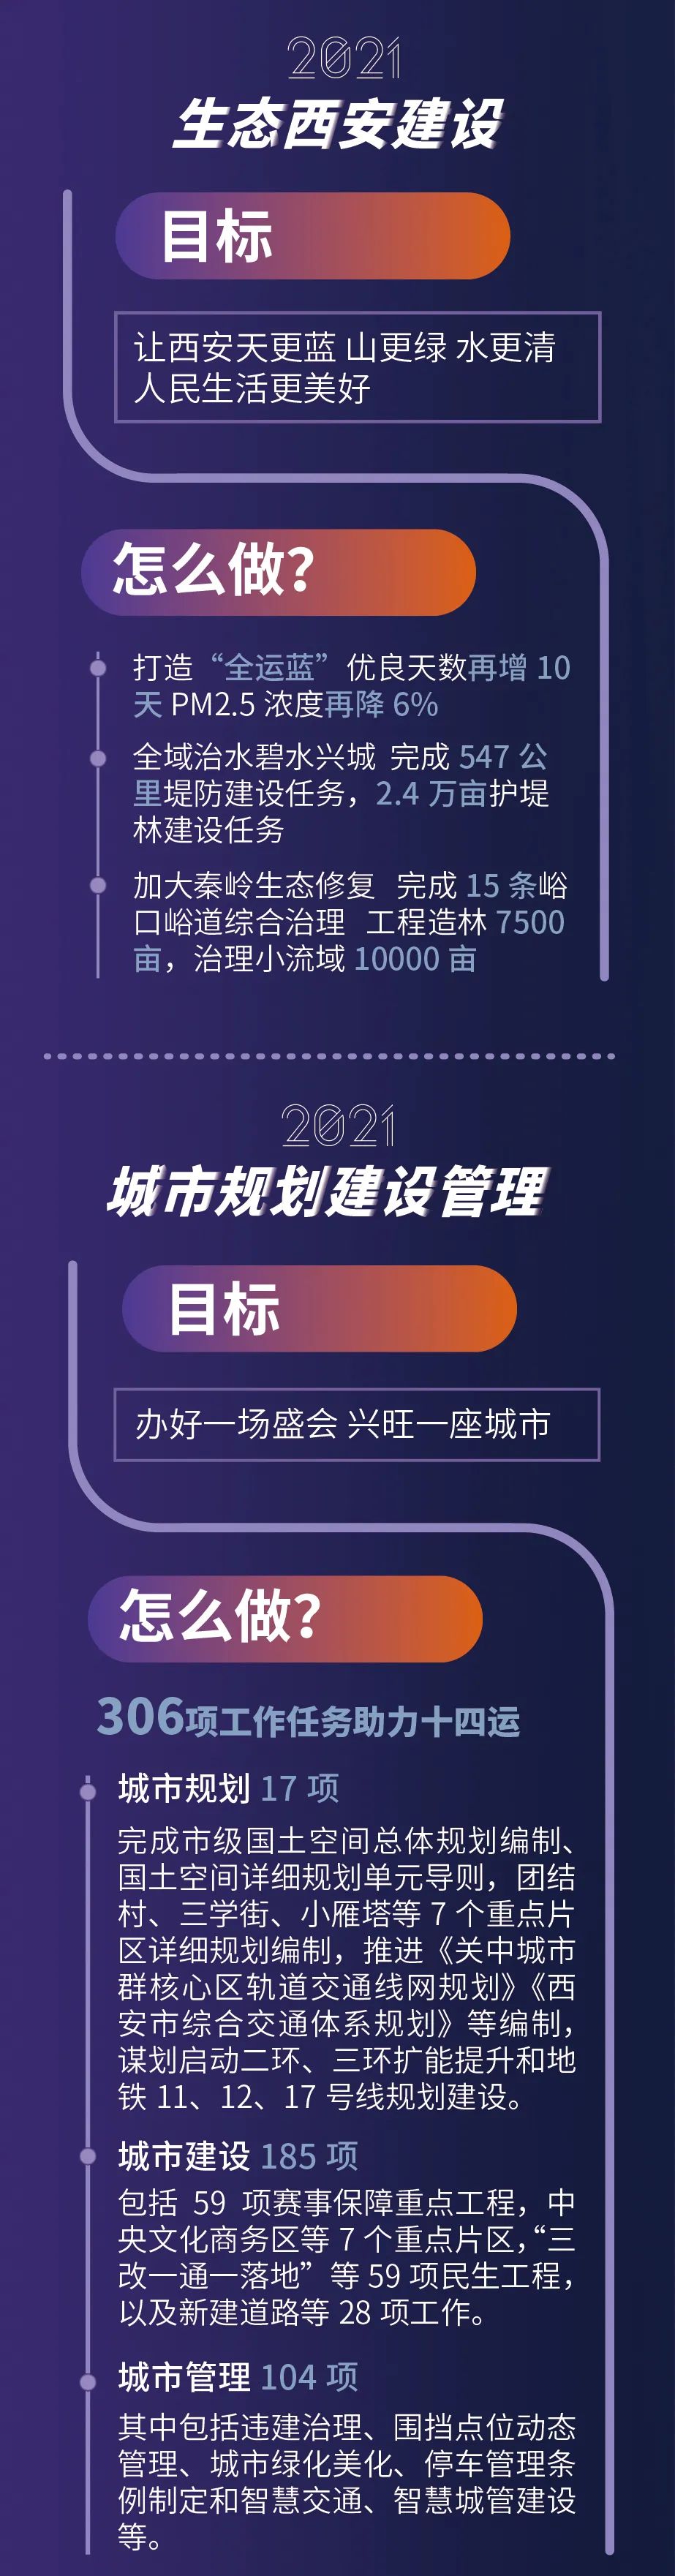 2021
生态西安建设
目标
让西安天更蓝 山更绿 水更清
人民生活更美好
怎么做？
打造“全运蓝”优良天数再增 10
天 PM2.5 浓度再降 6%
全域治水碧水兴城 完成 547 公
里堤防建设任务，2.4 万亩护堤
林建设任务
加大秦岭生态修复 完成 15 条峪
口峪道综合治理 工程造林 7500
亩，治理小流域 10000 亩
2021
城市规划建设管理
目标
办好一场盛会 兴旺一座城市
怎么做？
306项工作任务助力十四运
城市规划 17 项
完成市级国土空间总体规划编制、
国土空间详细规划单元导则，团结
村、三学街、小雁塔等 7 个重点片
区详细规划编制，推进《关中城市
群核心区轨道交通线网规划》《西
安市综合交通体系规划》等编制，
谋划启动二环、三环扩能提升和地
铁 11、12、17 号线规划建设。
城市建设 185 项
包括 59 项赛事保障重点工程，中
央文化商务区等 7 个重点片区，“三
改一通一落地”等 59 项民生工程，
以及新建道路等 28 项工作。
城市管理 104 项
其中包括违建治理、围挡点位动态
管理、城市绿化美化、停车管理条
例制定和智慧交通、智慧城管建设
等。